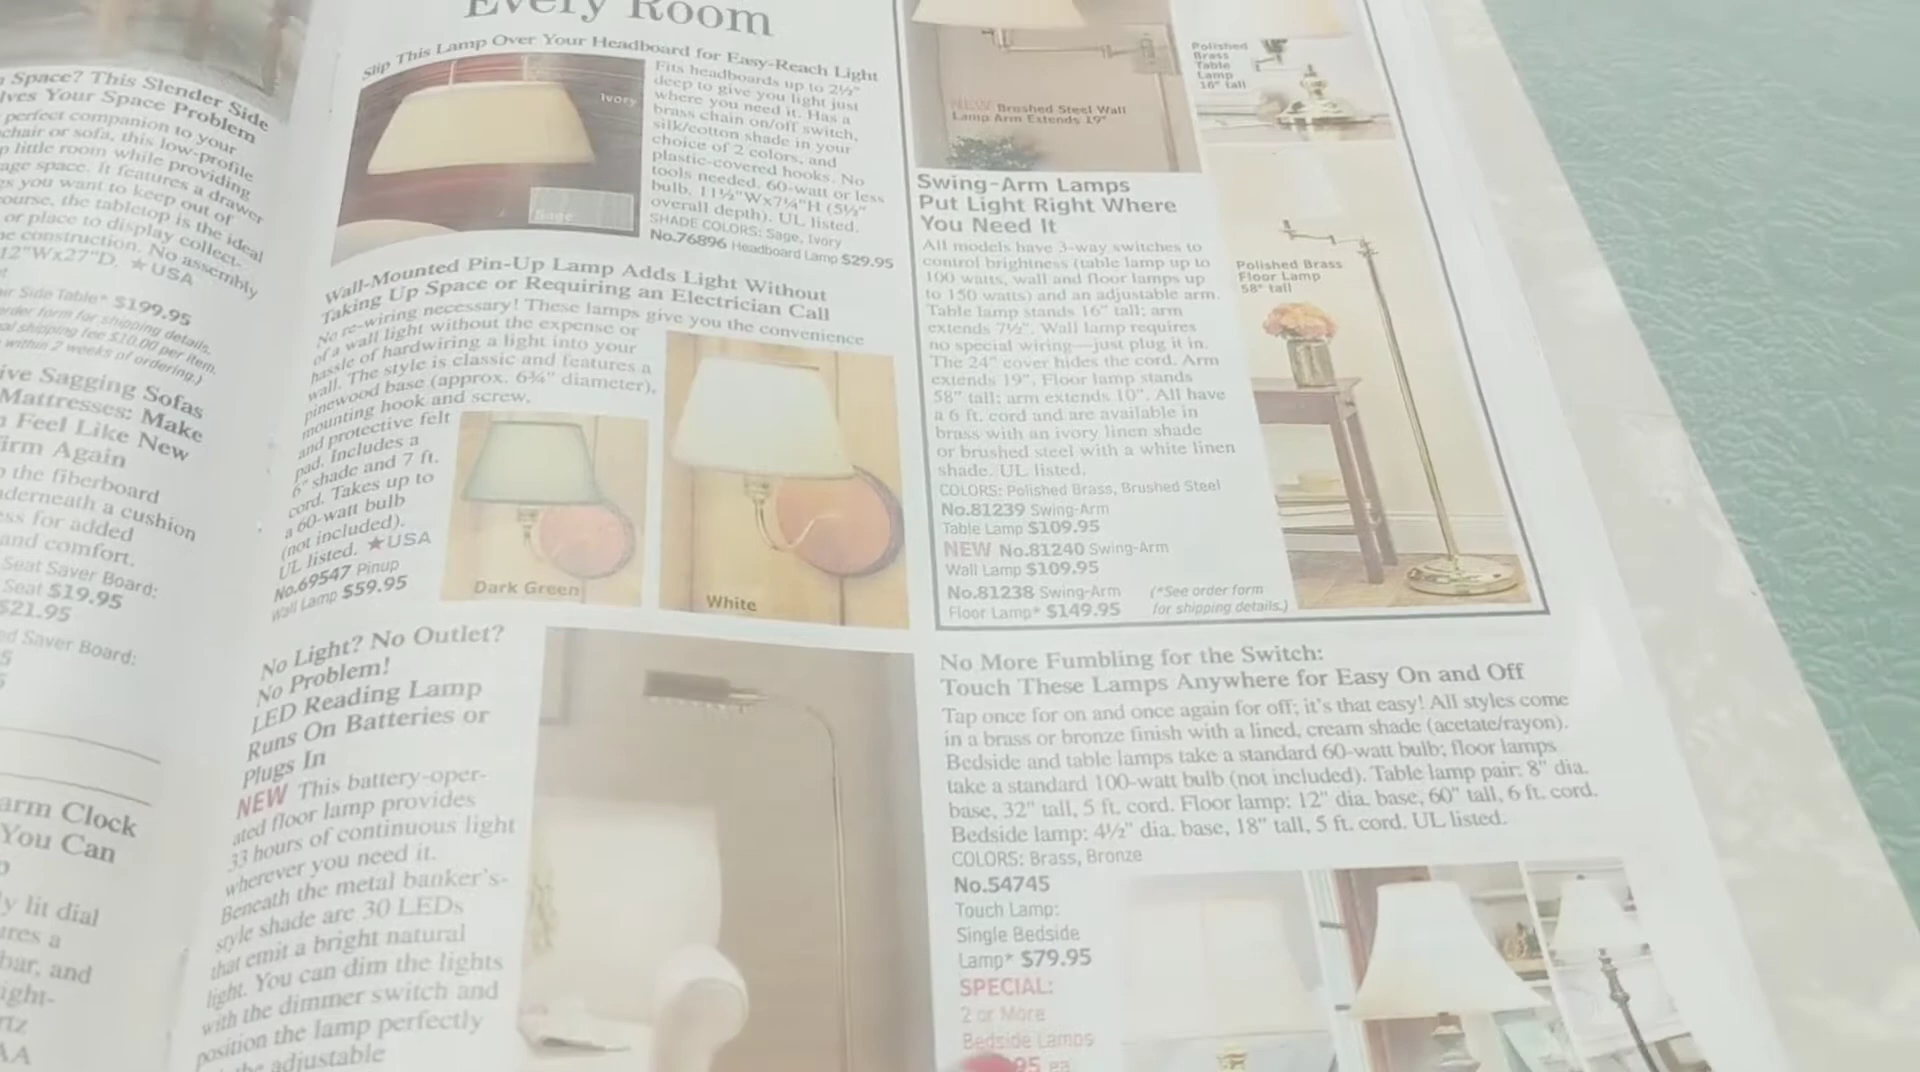 Every Room
Space? This Slender Side
lves Your Space Problem
perfect companion to your
chair or sofa, this low-profile
little room while providing
age space. It features a drawer
you want to keep out of
course, the tabletop is the ideal
or place to display collect-
construction. No assembly
12"Wx27"D. ★USA
Side Table* $199.95
order form for shipping details.
shipping fee $10.00 per item.
within 2 weeks of ordering.)
Sagging Sofas
Mattresses: Make
Feel Like New
Firm Again
the fiberboard
underneath a cushion
for added
and comfort.
Seat Saver Board:
Seat $19.95
$21.95
Saver Board:
arm Clock
You Can
lit dial
bar, and
Slip This Lamp Over Your Headboard for Easy-Reach Light
Ivory
Sage
Fits headboards up to 2½"
deep to give you light just
where you need it. Has a
brass chain on/off switch,
silk/cotton shade in your
choice of 2 colors, and
plastic-covered hooks. No
tools needed. 60-watt or less
bulb. 11½"Wx7¼"H (5½"
overall depth). UL listed.
SHADE COLORS: Sage, Ivory
No.76896 Headboard Lamp $29.95
Wall-Mounted Pin-Up Lamp Adds Light Without
Taking Up Space or Requiring an Electrician Call
No re-wiring necessary! These lamps give you the convenience
of a wall light without the expense or
hassle of hardwiring a light into your
wall. The style is classic and features a
pinewood base (approx. 6¾" diameter),
mounting hook and screw,
and protective felt
pad. Includes a
6" shade and 7 ft.
cord. Takes up to
a 60-watt bulb
(not included).
UL listed. ★USA
No.69547 Pinup
Wall Lamp $59.95
Dark Green
White
No Light? No Outlet?
No Problem!
LED Reading Lamp
Runs On Batteries or
Plugs In
NEW This battery-oper-
ated floor lamp provides
33 hours of continuous light
wherever you need it.
Beneath the metal banker's-
style shade are 30 LEDs
that emit a bright natural
light. You can dim the lights
with the dimmer switch and
position the lamp perfectly
adjustable
NEW Brushed Steel Wall
Lamp Arm Extends 19"
Polished
Brass
Table
Lamp
16" tall
Swing-Arm Lamps
Put Light Right Where
You Need It
All models have 3-way switches to
control brightness (table lamp up to
100 watts, wall and floor lamps up
to 150 watts) and an adjustable arm.
Table lamp stands 16" tall; arm
extends 7½". Wall lamp requires
no special wiring—just plug it in.
The 24" cover hides the cord. Arm
extends 19". Floor lamp stands
58" tall; arm extends 10". All have
a 6 ft. cord and are available in
brass with an ivory linen shade
or brushed steel with a white linen
shade. UL listed.
COLORS: Polished Brass, Brushed Steel
No.81239 Swing-Arm
Table Lamp $109.95
NEW No.81240 Swing-Arm
Wall Lamp $109.95
No.81238 Swing-Arm
Floor Lamp* $149.95
(*See order form
for shipping details.)
Polished Brass
Floor Lamp
58" tall
No More Fumbling for the Switch:
Touch These Lamps Anywhere for Easy On and Off
Tap once for on and once again for off; it's that easy! All styles come
in a brass or bronze finish with a lined, cream shade (acetate/rayon).
Bedside and table lamps take a standard 60-watt bulb; floor lamps
take a standard 100-watt bulb (not included). Table lamp pair: 8" dia.
base, 32" tall, 5 ft. cord. Floor lamp: 12" dia. base, 60" tall, 6 ft. cord.
Bedside lamp: 4½" dia. base, 18" tall, 5 ft. cord. UL listed.
COLORS: Brass, Bronze
No.54745
Touch Lamp:
Single Bedside
Lamp* $79.95
SPECIAL:
2 or More
Bedside Lamps
95 ea